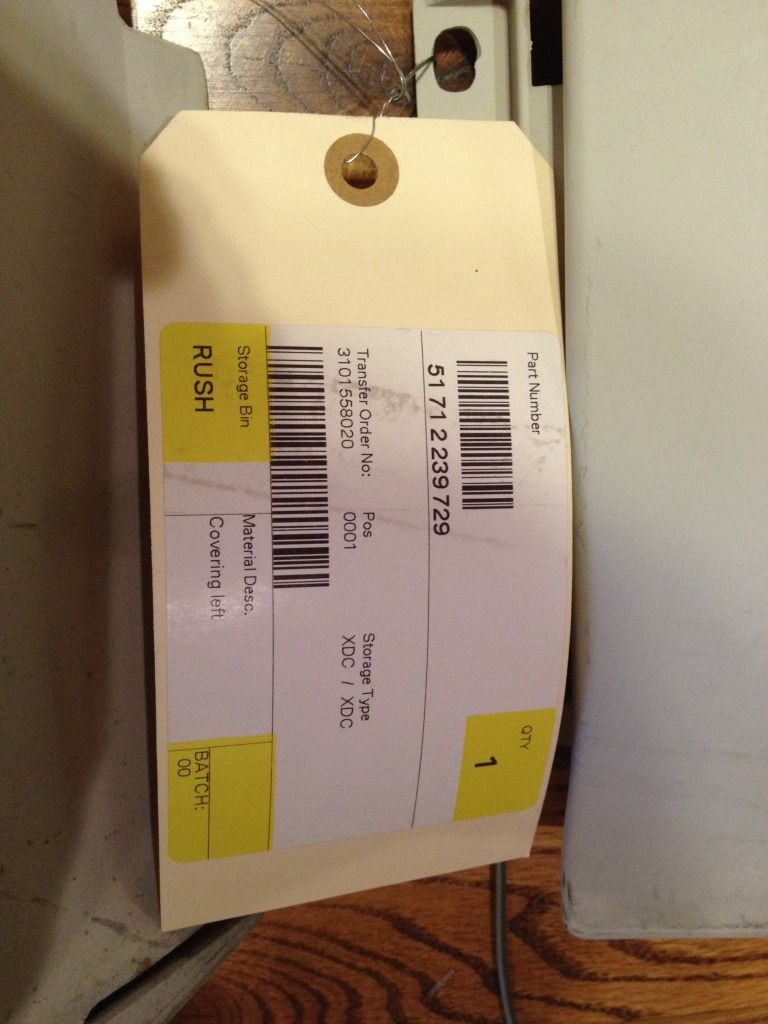 Part Number
51 71 2 239 729
QTY
1
Transfer Order No:
3101558020
Pos
0001
Storage Type
XDC / XDC
Storage Bin
RUSH
Material Desc.
Covering left
BATCH:
00